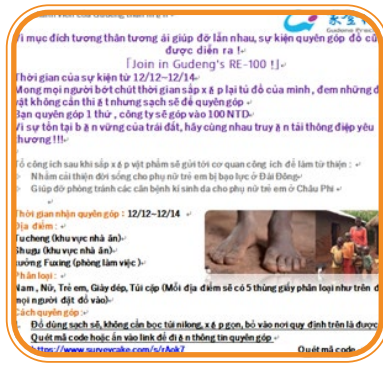 Vì mục đích tương thân tương ái giúp đỡ lẫn nhau, sự kiện quyên góp đồ cũ
được diễn ra !
「Join in Gudeng's RE-100 !」
Thời gian của sự kiện từ 12/12~12/14
Mong mọi người bớt chút thời gian sắp xếp lại tủ đồ của mình, đem những đ
vật không cần thiết nhưng sạch sẽ để quyên góp
Bạn quyên góp 1 thứ , công ty sẽ góp vào 100 NTD
Vì sự tồn tại bền vững của trái đất, hãy cùng nhau truyền tải thông điệp yêu
thương !!!
Tổ công ích sau khi sắp xếp vật phẩm sẽ gửi tới cơ quan công ích để làm từ thiện :
> Nhằm cải thiện đời sống cho phụ nữ trẻ em bị bạo lực ở Đài Đông
> Giúp đỡ phòng tránh các căn bệnh kí sinh da cho phụ nữ trẻ em ở Châu Phi
Thời gian nhận quyên góp : 12/12~12/14
Địa điểm :
Tucheng (khu vực nhà ăn)
Shugu (khu vực nhà ăn)
xưởng Fuxing (phòng làm việc )
Phân loại :
Nam , Nữ, Trẻ em, Giày dép, Túi cặp (Mỗi địa điểm sẽ có 5 thùng giấy phân loại như trên đ
mọi người đặt đồ vào)
Cách quyên góp :
Đồ dùng sạch sẽ, không cần bọc túi nilong, xếp gọn, bỏ vào nơi quy định trên là được
Quét mã code hoặc ấn vào link để điền thông tin quyên góp
Quét mã code